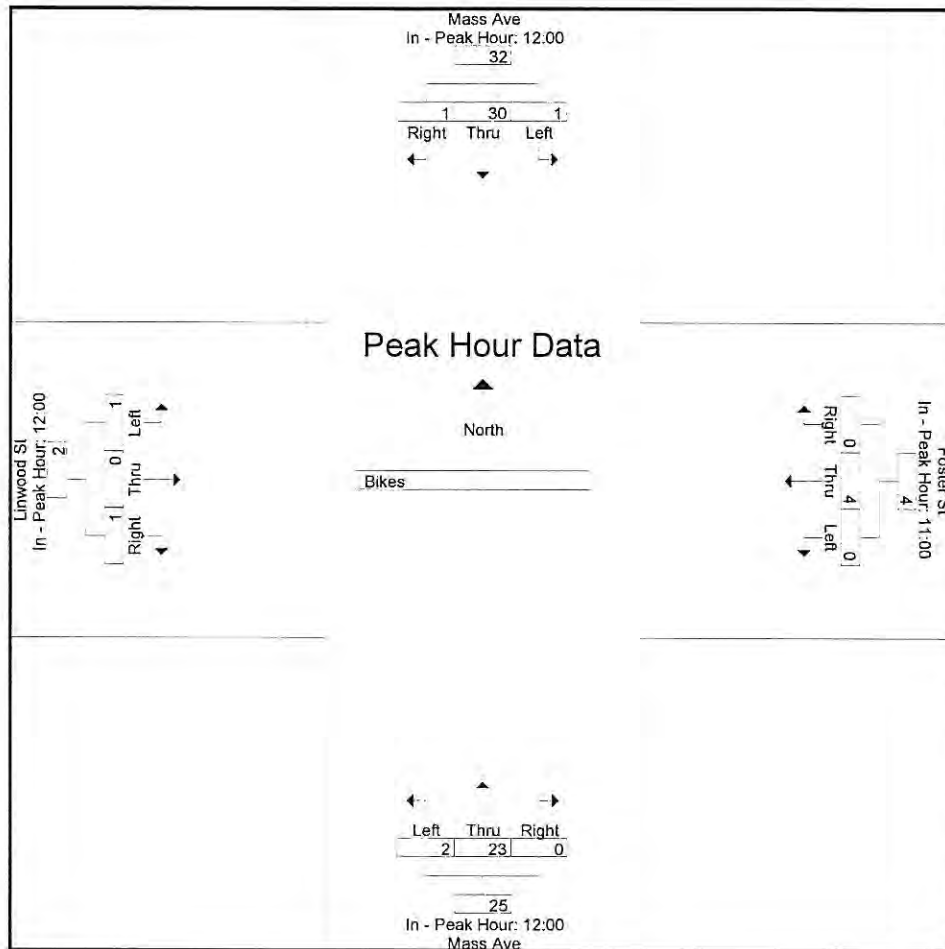 Mass Ave
In - Peak Hour: 12:00
32
1 30 1
Right Thru Left
Peak Hour Data
North
Bikes
Linwood St
In - Peak Hour: 12:00
2
1 0 1
Left Thru Right
Right Thru Left
0 4 0
4
In - Peak Hour: 11:00
Foster St
Left Thru Right
2 23 0
25
In - Peak Hour: 12:00
Mass Ave